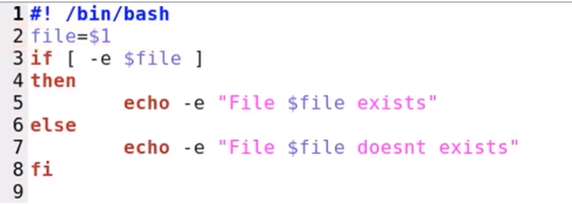 1 #! /bin/bash
2 file=$1
3 if [ -e $file ]
4 then
5 echo -e "File $file exists"
6 else
7 echo -e "File $file doesnt exists"
8 fi
9